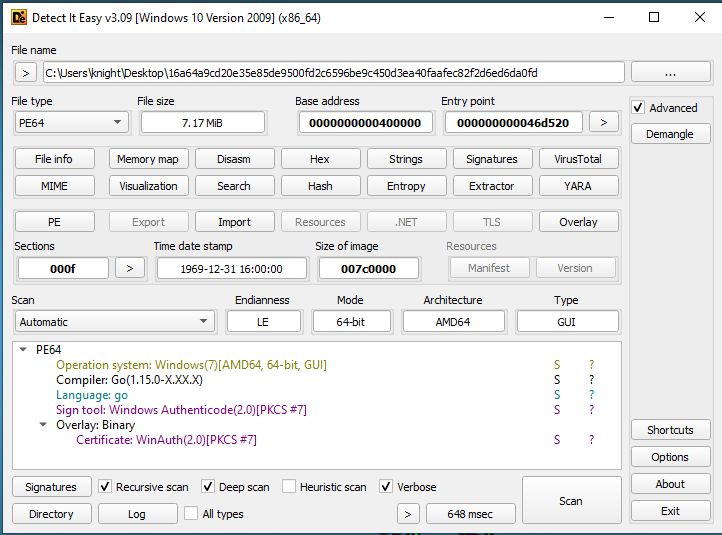 Detect It Easy v3.09 [Windows 10 Version 2009] (x86_64)
File name
> C:\Users\knight\Desktop\16a64a9cd20e35e85de9500fd2c6596be9c450d3ea40faafec82f2d6ed6da0fd ...
File type File size Base address Entry point Advanced
PE64 7.17 MiB 0000000000400000 000000000046d520 >
Demangle
File info Memory map Disasm Hex Strings Signatures VirusTotal
MIME Visualization Search Hash Entropy Extractor YARA
PE Export Import Resources .NET TLS Overlay
Sections Time date stamp Size of image Resources
000f > 1969-12-31 16:00:00 007c0000 Manifest Version
Scan Endianness Mode Architecture Type
Automatic LE 64-bit AMD64 GUI
PE64
Operation system: Windows(7)[AMD64, 64-bit, GUI] S ?
Compiler: Go(1.15.0-X.XX.X) S ?
Language: go S ?
Sign tool: Windows Authenticode(2.0)[PKCS #7] S ?
Overlay: Binary
Certificate: WinAuth(2.0)[PKCS #7] S ?
Shortcuts
Options
Signatures Recursive scan Deep scan Heuristic scan Verbose Scan About
Directory Log All types > 648 msec Exit